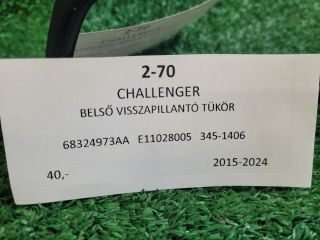 2-70
CHALLENGER
BELSŐ VISSZAPILLANTÓ TÜKÖR
68324973AA E11028005 345-1406
40,- 2015-2024